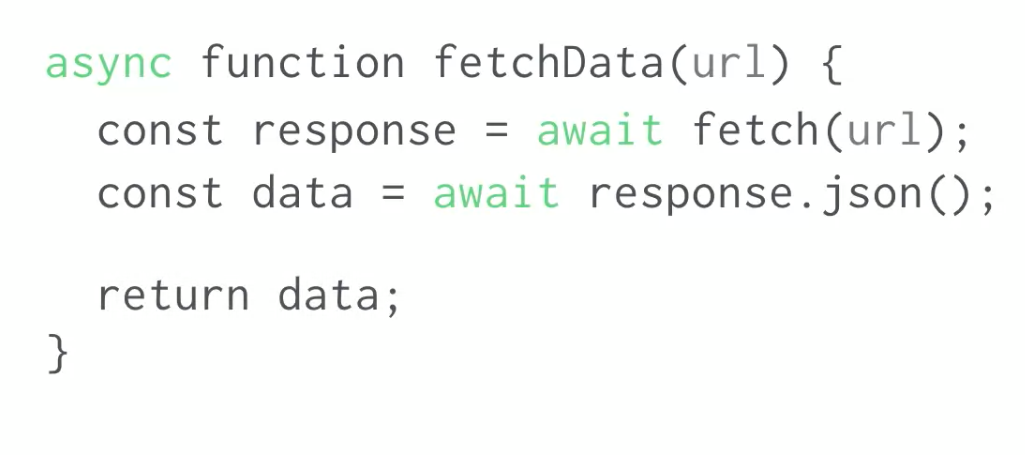 async function fetchData(url) {
  const response = await fetch(url);
  const data = await response.json();

  return data;
}